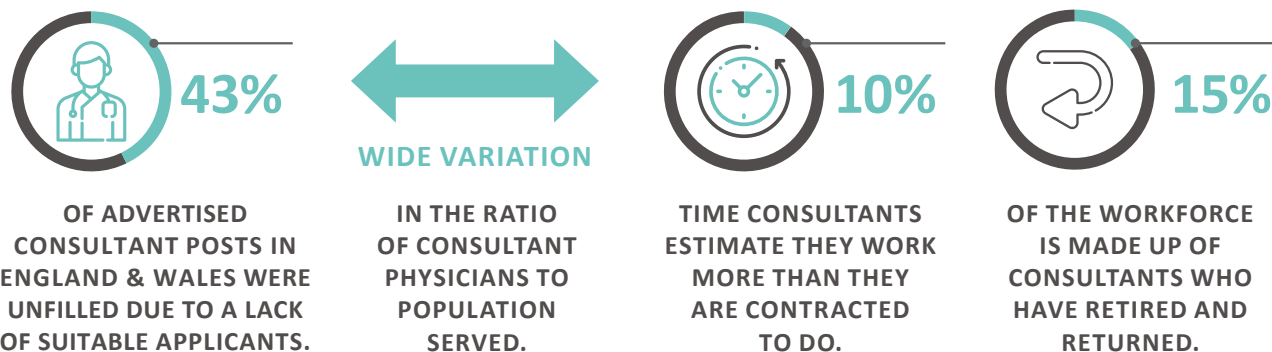 43%
OF ADVERTISED
CONSULTANT POSTS IN
ENGLAND & WALES WERE
UNFILLED DUE TO A LACK
OF SUITABLE APPLICANTS.
WIDE VARIATION
IN THE RATIO
OF CONSULTANT
PHYSICIANS TO
POPULATION
SERVED.
10%
TIME CONSULTANTS
ESTIMATE THEY WORK
MORE THAN THEY
ARE CONTRACTED
TO DO.
15%
OF THE WORKFORCE
IS MADE UP OF
CONSULTANTS WHO
HAVE RETIRED AND
RETURNED.